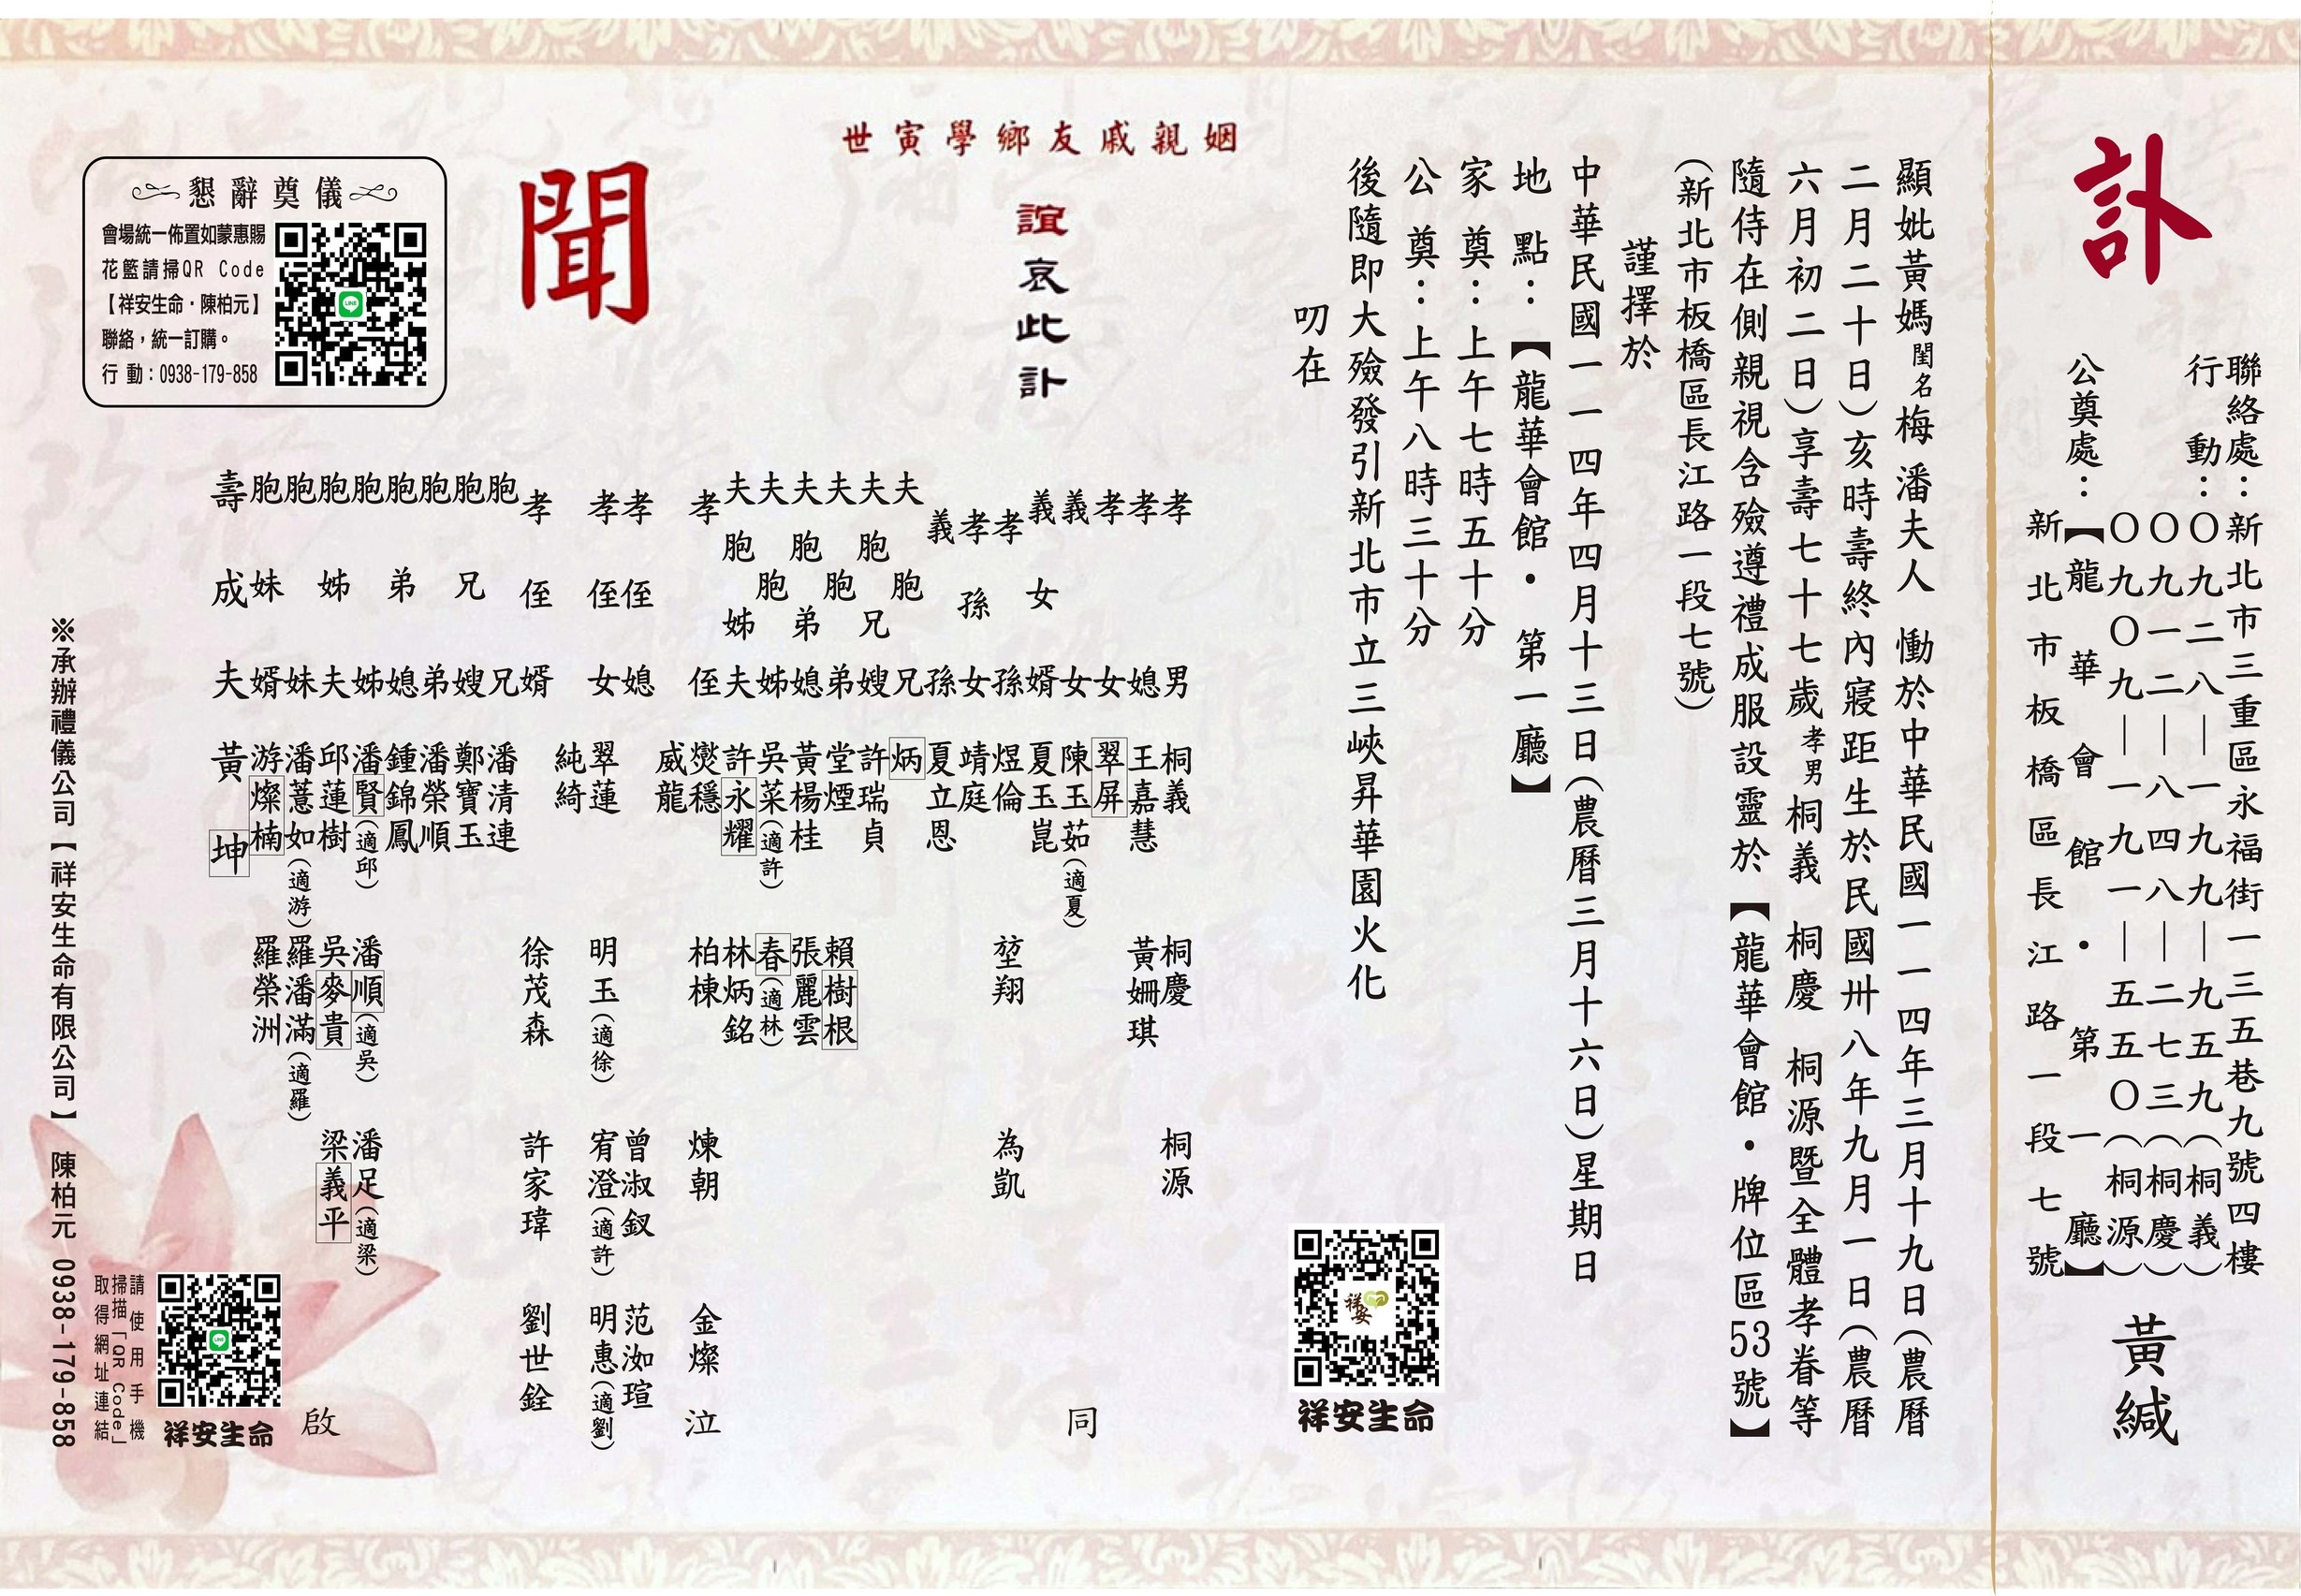 訃
聯絡處：新北市三重區永福街一三五巷九號四樓
行動：〇九二八－一九九－九五九（桐義）
〇九一二－八四八－二七三（桐慶）
〇九〇九－一九一－五五〇（桐源）
公奠處：【龍華會館・第一廳】
新北市板橋區長江路一段七號
黃緘
顯妣黃媽閨名梅 潘夫人 慟於中華民國一一四年三月十九日（農曆
二月二十日）亥時壽終內寢距生於民國卅八年九月一日（農曆
六月初二日）享壽七十七歲孝男桐義 桐慶 桐源暨全體孝眷等
隨侍在側親視含殮遵禮成服設靈於【龍華會館・牌位區53號】
（新北市板橋區長江路一段七號）
謹擇於
中華民國一一四年四月十三日（農曆三月十六日）星期日
地 點：【龍華會館・ 第一廳】
家 奠：上午七時五十分
公 奠：上午八時三十分
後隨即大殮發引新北市立三峽昇華園火化
叨在
祥安
祥安生命
姻親戚友鄉學寅世
誼哀此訃
聞
孝男 桐義 桐慶 桐源
孝媳 王嘉慧 黃姍琪
孝女 翠屏
義女 陳玉茹（適夏）
義女婿 夏玉崑
孝孫 煜倫 堃翔 為凱
孝孫女 靖庭
義孫 夏立恩
夫胞兄 炳
夫胞兄嫂 許瑞貞
夫胞弟 堂煙 賴樹根
夫胞弟媳 黃楊桂 張麗雲
夫胞姊 吳菜（適許） 春（適林）
夫胞姊夫 許永耀 林炳銘
孝侄 燮穩 威龍 柏棟 煉朝 金燦
孝侄媳 曾淑釵 范洳瑄
孝侄女 翠蓮 純綺 明玉（適徐） 宥澄（適許） 明惠（適劉）
孝侄婿 徐茂森 許家瑋 劉世銓
胞兄 潘清連
胞兄嫂 鄭寶玉
胞弟 潘榮順
胞弟媳 鍾錦鳳
胞姊 潘賢（適邱） 潘順（適吳） 潘足（適梁）
胞姊夫 邱蓮樹 吳麥貴 梁義平
胞妹 潘薏如（適游） 羅潘滿（適羅）
胞妹婿 游燦楠 羅榮洲
壽成夫 黃坤
同
泣
啟
懇辭奠儀
會場統一佈置如蒙惠賜
花籃請掃QR Code
【祥安生命・陳柏元】
聯絡，統一訂購。
行 動：0938-179-858
LINE
請使用手機
掃描「QR Code」
取得網址連結
LINE
祥安生命
※承辦禮儀公司【祥安生命有限公司】 陳柏元 0938-179-858